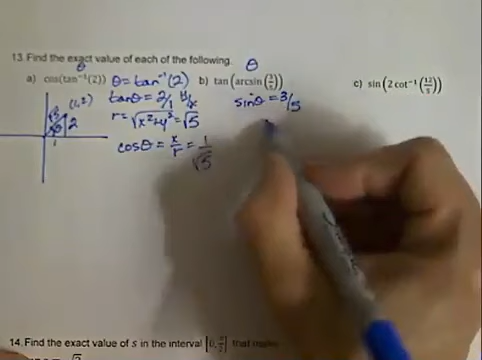 13. Find the exact value of each of the following.
a) cos(tan⁻¹(2)) θ = tan⁻¹(2) b) tan(arcsin(3/5)) θ c) sin(2 cot⁻¹(12/5))
θ
tanθ = 2/1 y/x sinθ = 3/5
(1,2)
r = √x²+y² = √5
√5 2
θ
1
cosθ = x/r = 1/√5
14. Find the exact value of s in the interval [0, π/2] that